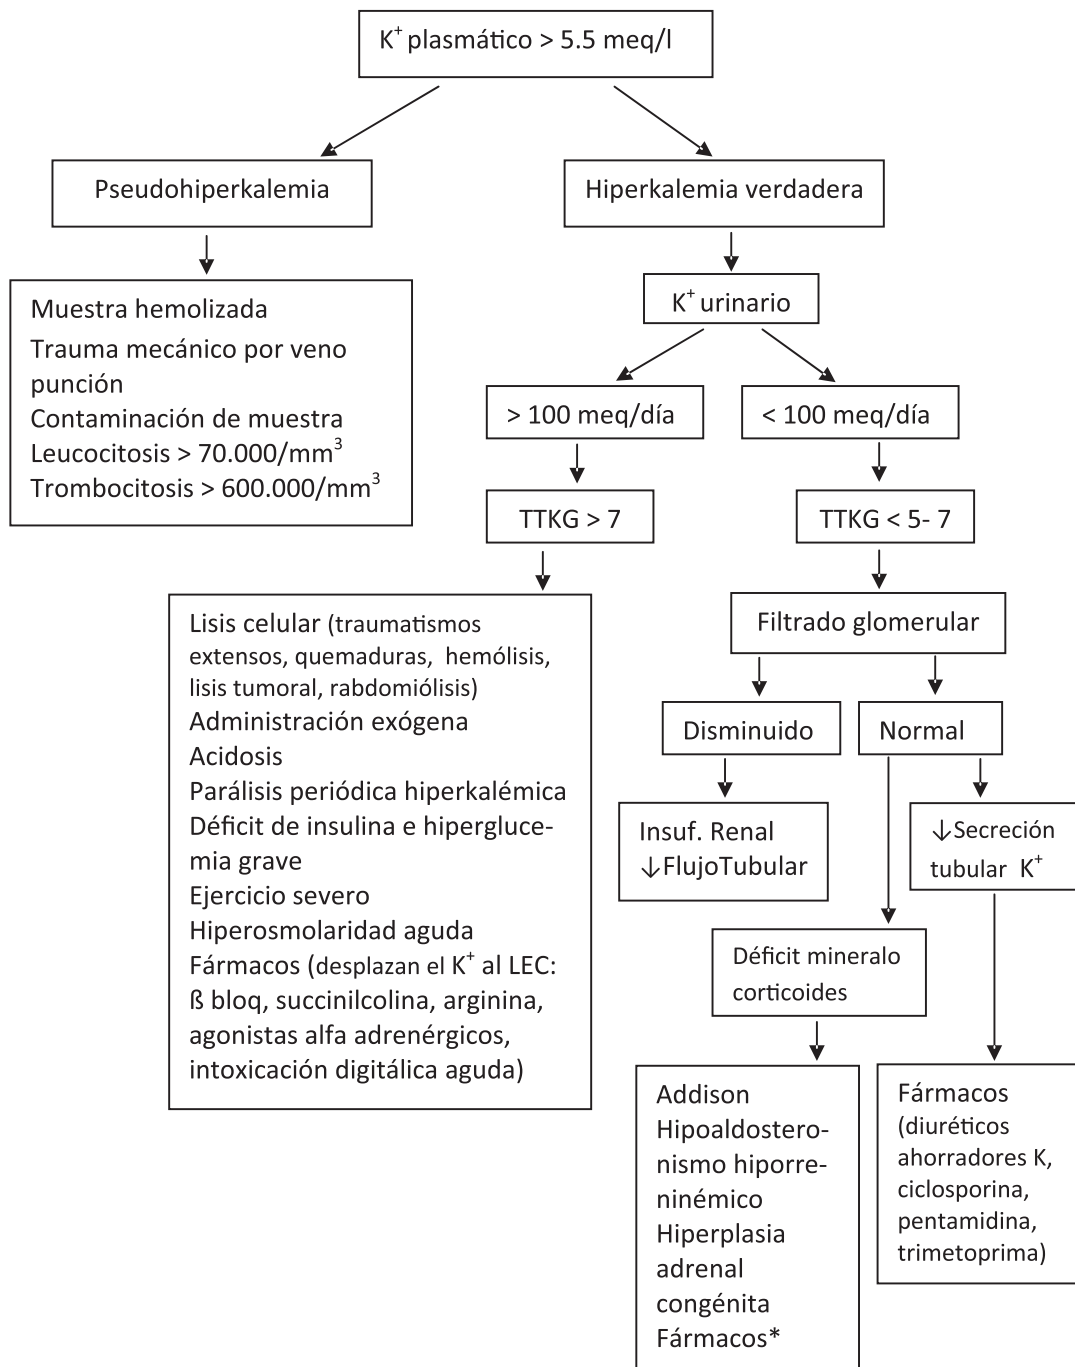 K⁺ plasmático > 5.5 meq/l
Pseudohiperkalemia
Hiperkalemia verdadera
Muestra hemolizada
Trauma mecánico por veno
punción
Contaminación de muestra
Leucocitosis > 70.000/mm³
Trombocitosis > 600.000/mm³
K⁺ urinario
> 100 meq/día
< 100 meq/día
TTKG > 7
TTKG < 5- 7
Lisis celular (traumatismos
extensos, quemaduras, hemólisis,
lisis tumoral, rabdomiólisis)
Administración exógena
Acidosis
Parálisis periódica hiperkalémica
Déficit de insulina e hipergluce-
mia grave
Ejercicio severo
Hiperosmolaridad aguda
Fármacos (desplazan el K⁺ al LEC:
ß bloq, succinilcolina, arginina,
agonistas alfa adrenérgicos,
intoxicación digitálica aguda)
Filtrado glomerular
Disminuido
Normal
Insuf. Renal
↓FlujoTubular
↓Secreción
tubular K⁺
Déficit mineralo
corticoides
Addison
Hipoaldostero-
nismo hiporre-
ninémico
Hiperplasia
adrenal
congénita
Fármacos*
Fármacos
(diuréticos
ahorradores K,
ciclosporina,
pentamidina,
trimetoprima)